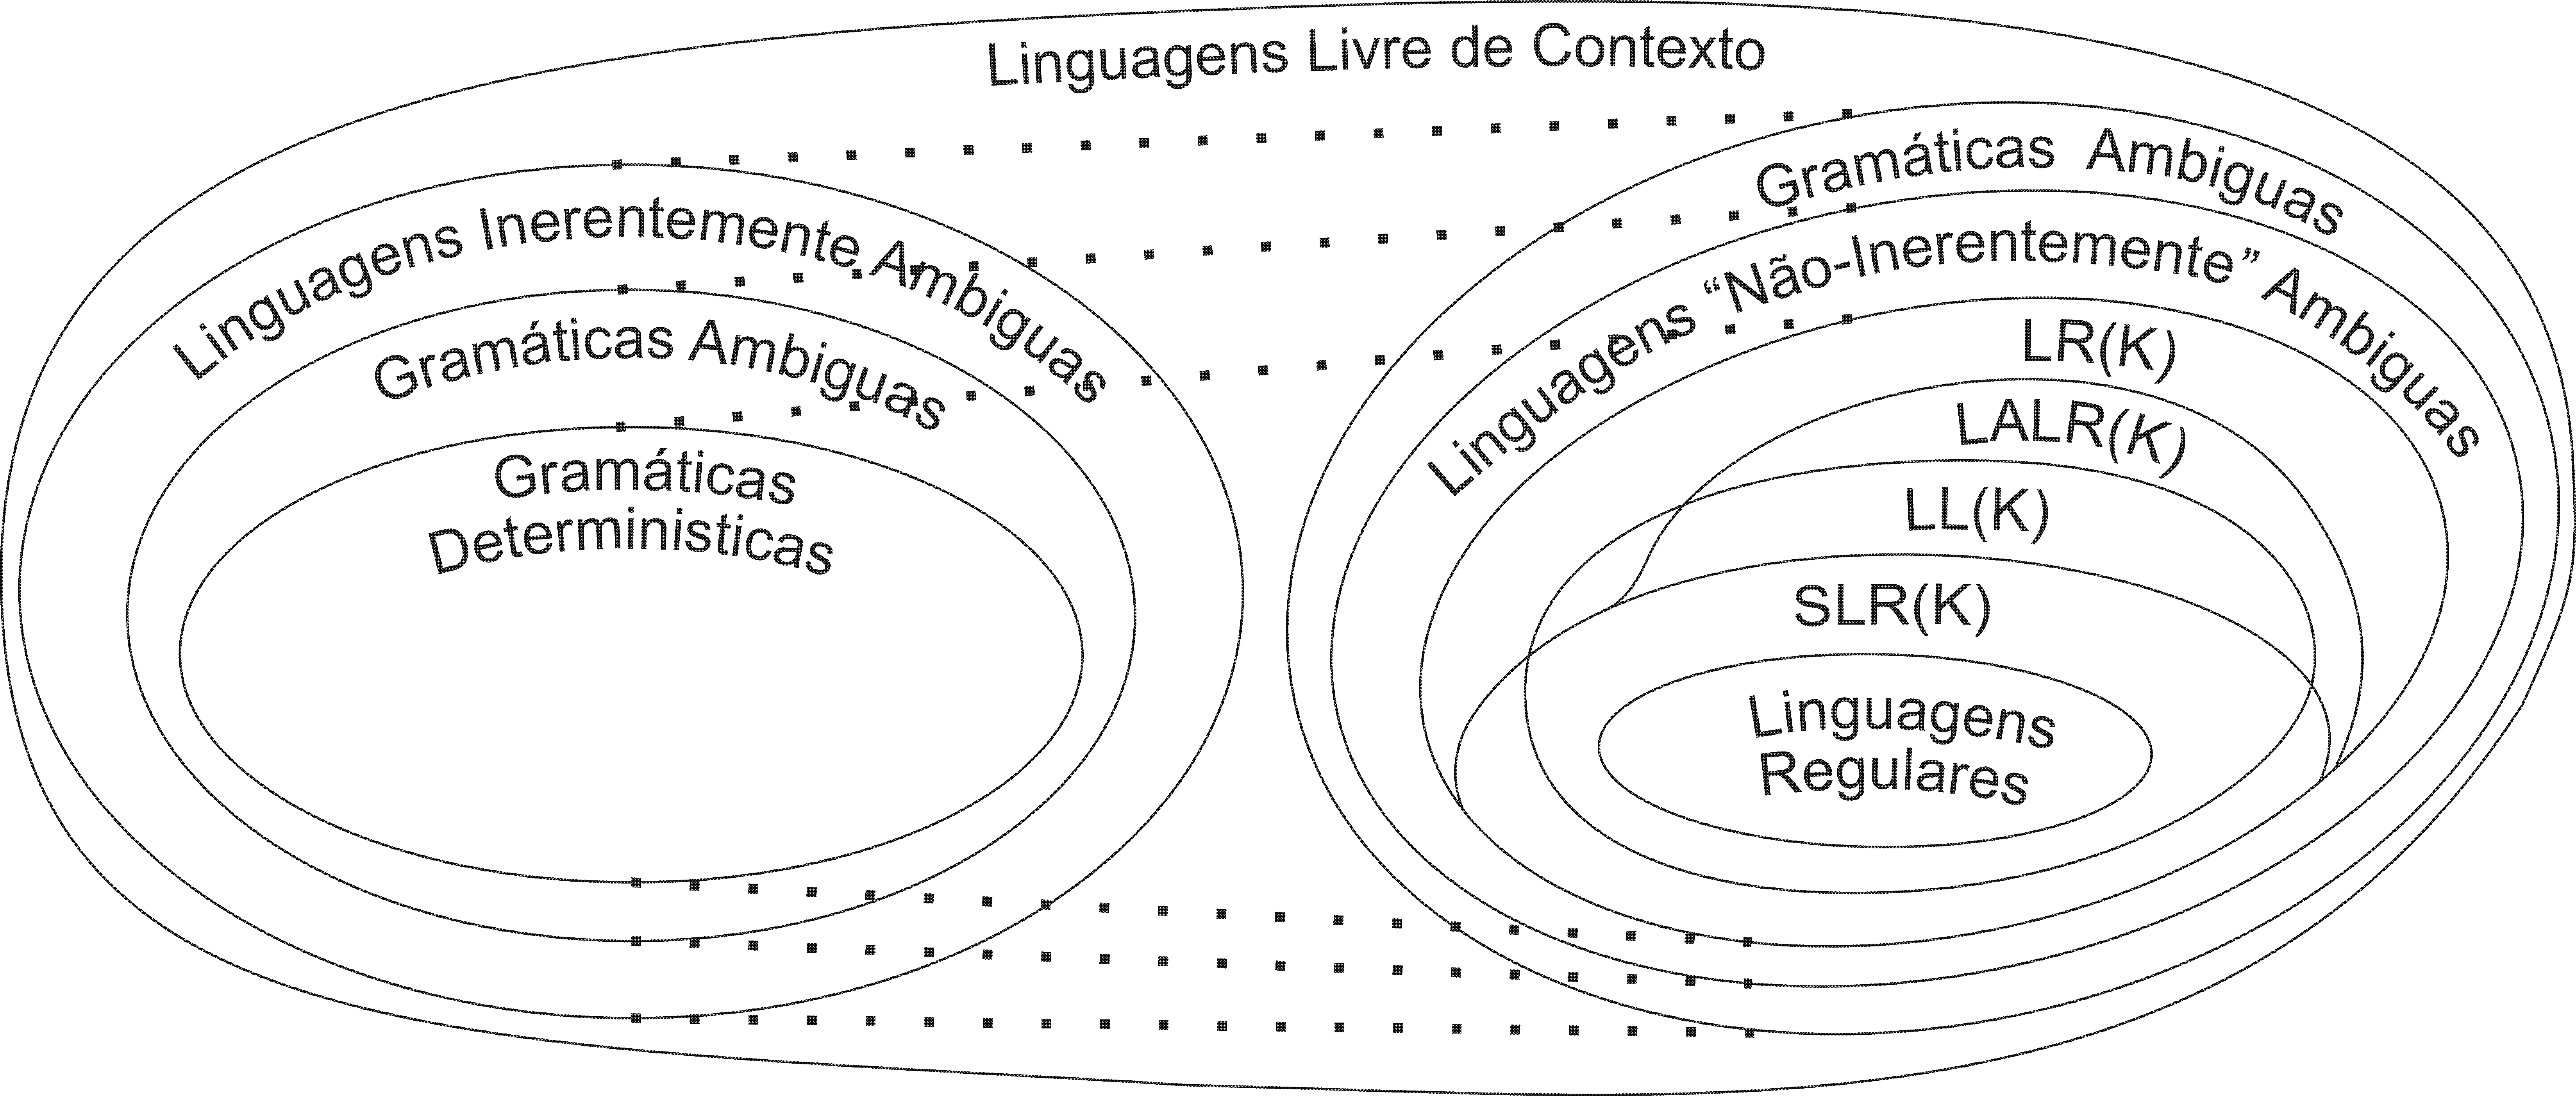 Linguagens Livre de Contexto
Linguagens Inerentemente Ambiguas
Gramáticas Ambiguas
Gramáticas
Deterministicas
Gramáticas Ambiguas
Linguagens “Não-Inerentemente” Ambiguas
LR(K)
LALR(K)
LL(K)
SLR(K)
Linguagens
Regulares